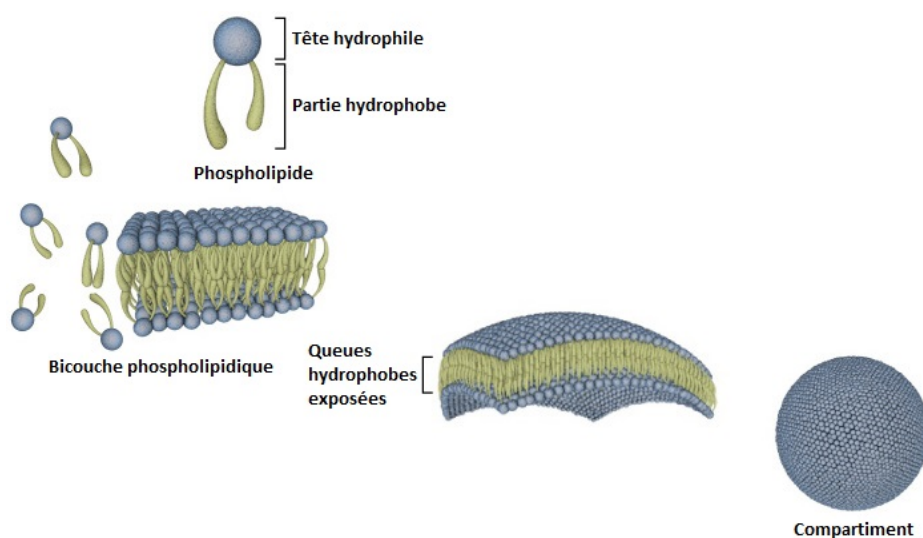 Tête hydrophile
Partie hydrophobe
Phospholipide
Bicouche phospholipidique
Queues
hydrophobes
exposées
Compartiment